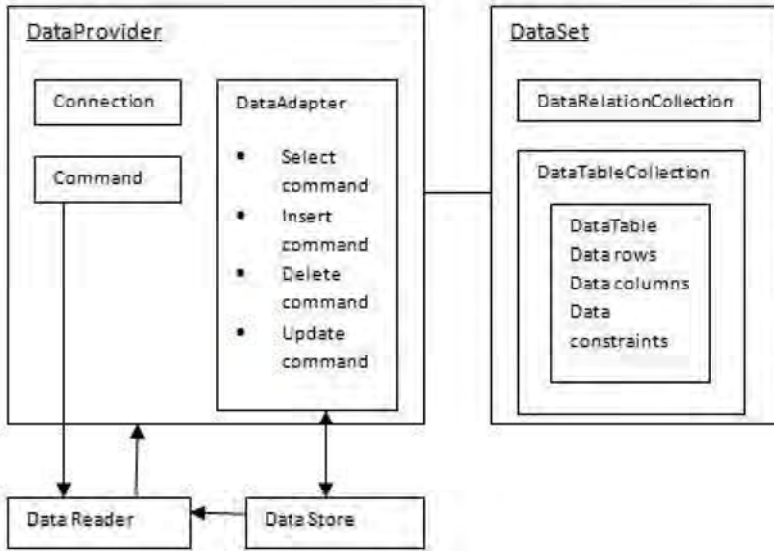 DataProvider
Connection
Command
DataAdapter
• Select
command
• Insert
command
• Delete
command
• Update
command
DataSet
DataRelationCollection
DataTableCollection
DataTable
Data rows
Data columns
Data
constraints
Data Reader
Data Store